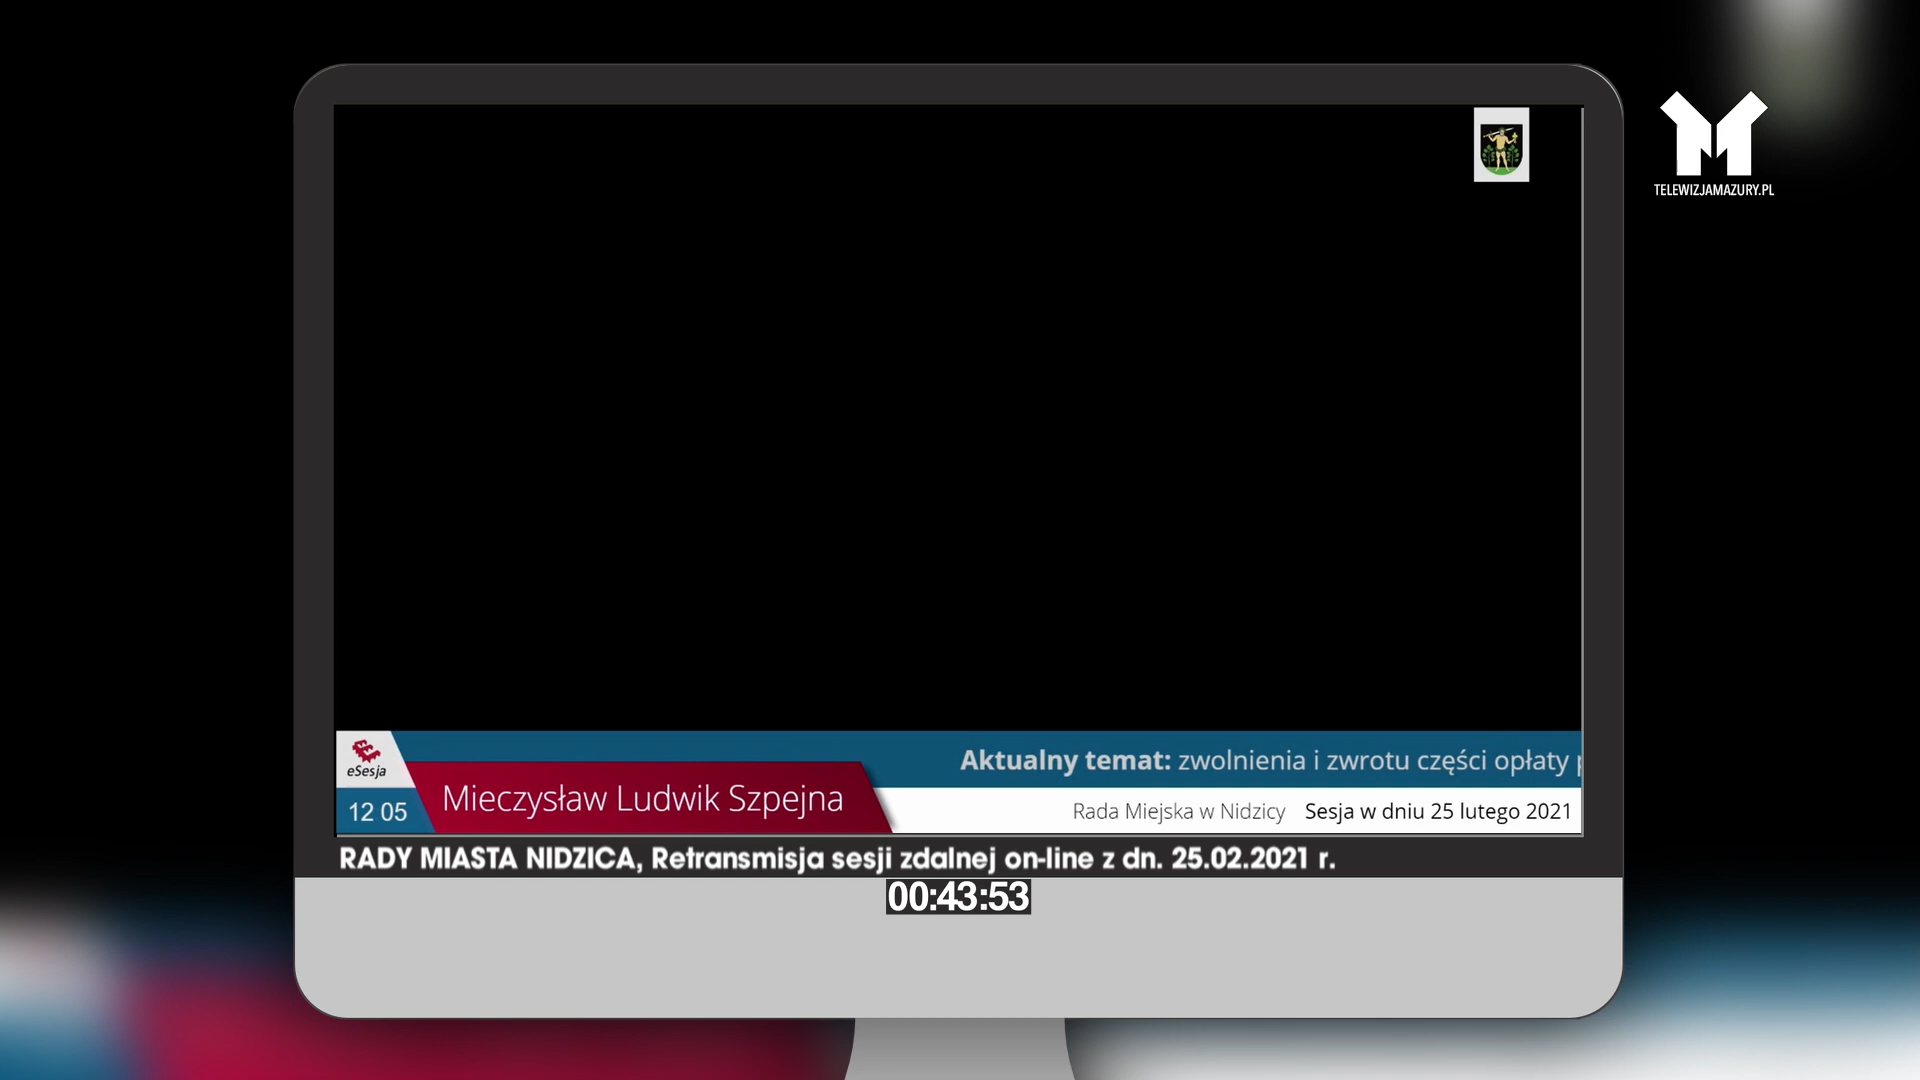 TELEWIZJAMAZURY.PL
eSesja
Aktualny temat: zwolnienia i zwrotu części opłaty
12 05
Mieczysław Ludwik Szpejna
Rada Miejska w Nidzicy Sesja w dniu 25 lutego 2021
RADY MIASTA NIDZICA, Retransmisja sesji zdalnej on-line z dn. 25.02.2021 r.
00:43:53